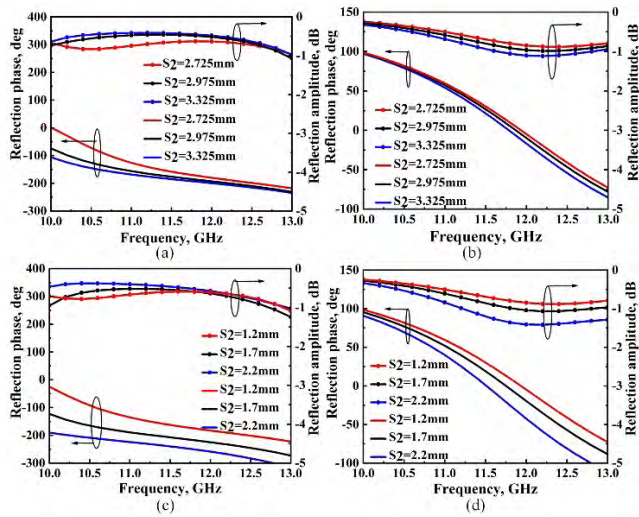 (a)
Reflection phase, deg
400
300
200
100
0
-100
-200
-300
10.0 10.5 11.0 11.5 12.0 12.5 13.0
Frequency, GHz
0
-1
-2
-3
-4
-5
Reflection amplitude, dB
S2=2.725mm
S2=2.975mm
S2=3.325mm
S2=2.725mm
S2=2.975mm
S2=3.325mm
(b)
Reflection phase, deg
150
100
50
0
-50
-100
10.0 10.5 11.0 11.5 12.0 12.5 13.0
Frequency, GHz
0
-1
-2
-3
-4
-5
Reflection amplitude, dB
S2=2.725mm
S2=2.975mm
S2=3.325mm
S2=2.725mm
S2=2.975mm
S2=3.325mm
(c)
Reflection phase, deg
400
300
200
100
0
-100
-200
-300
10.0 10.5 11.0 11.5 12.0 12.5 13.0
Frequency, GHz
0
-1
-2
-3
-4
-5
Reflection amplitude, dB
S2=1.2mm
S2=1.7mm
S2=2.2mm
S2=1.2mm
S2=1.7mm
S2=2.2mm
(d)
Reflection phase, deg
150
100
50
0
-50
-100
10.0 10.5 11.0 11.5 12.0 12.5 13.0
Frequency, GHz
0
-1
-2
-3
-4
-5
Reflection amplitude, dB
S2=1.2mm
S2=1.7mm
S2=2.2mm
S2=1.2mm
S2=1.7mm
S2=2.2mm